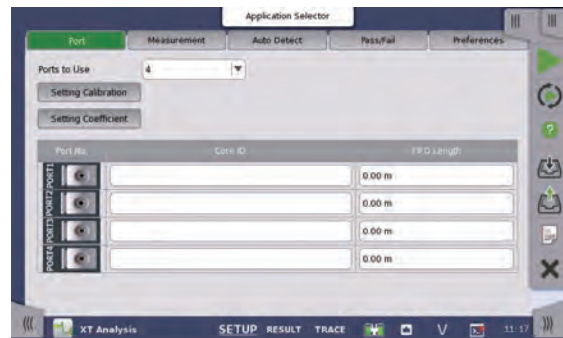 Application Selector
Port Measurement Auto Detect Pass/Fail Preferences
Ports to Use 4
Setting Calibration
Setting Coefficient
Port No. Core ID Length
PORT1 0.00 m
PORT2 0.00 m
PORT3 0.00 m
PORT4 0.00 m
XT Analysis SETUP RESULT TRACE V 11:17